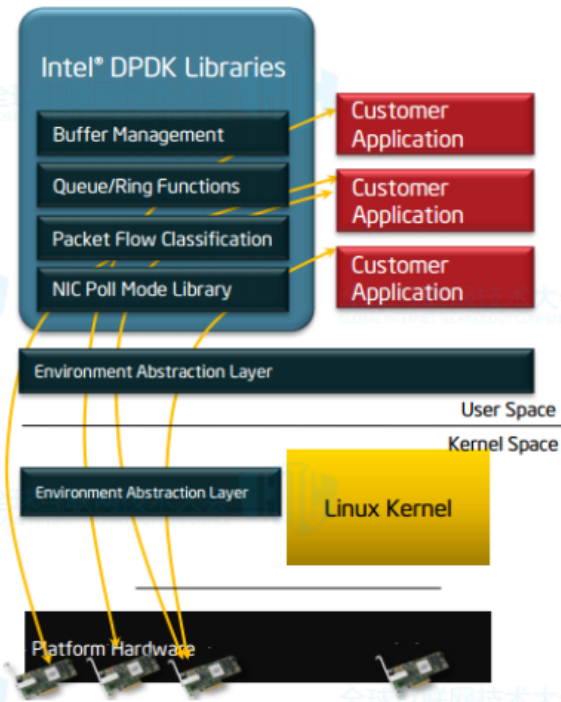 Intel® DPDK Libraries
Buffer Management
Queue/Ring Functions
Packet Flow Classification
NIC Poll Mode Library
Customer
Application
Customer
Application
Customer
Application
Environment Abstraction Layer
User Space
Kernel Space
Environment Abstraction Layer
Linux Kernel
Platform Hardware